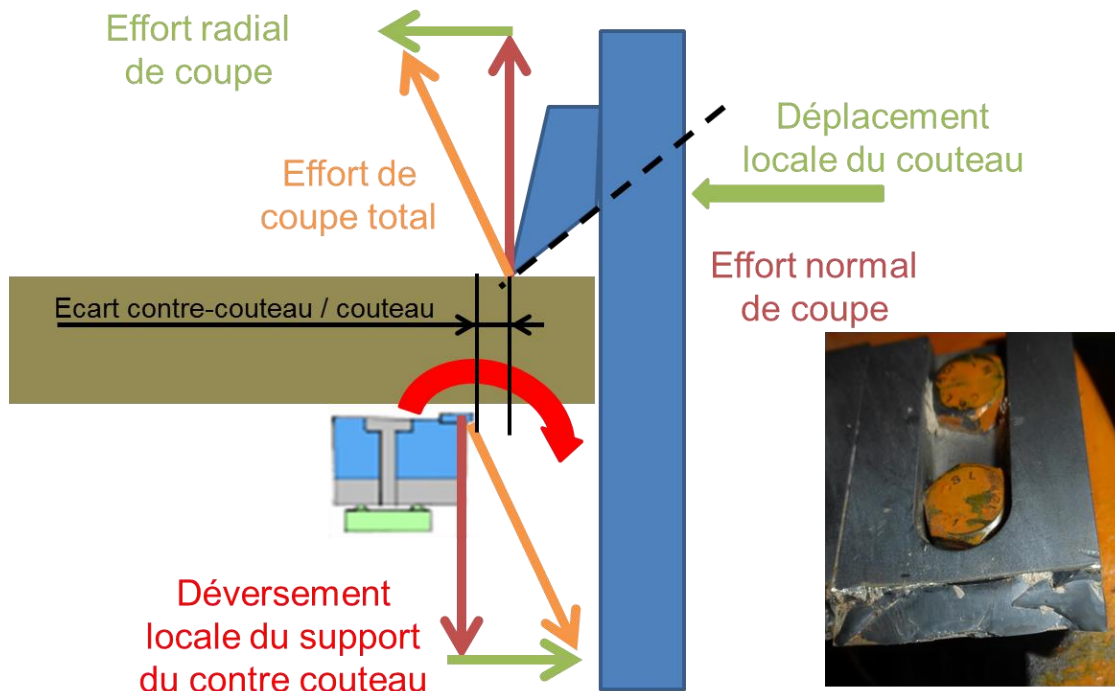 Effort radial
de coupe
Déplacement
locale du couteau
Effort de
coupe total
Effort normal
de coupe
Ecart contre-couteau / couteau
Déversement
locale du support
du contre couteau